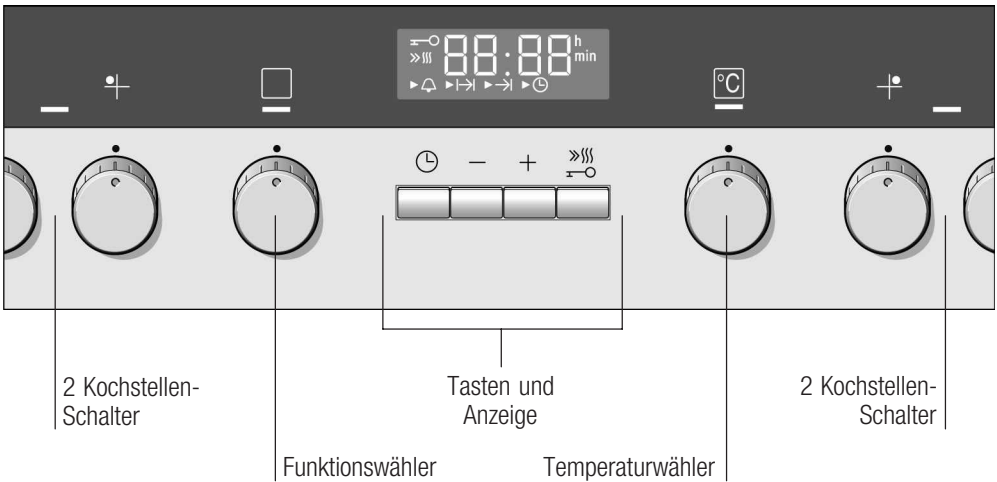 88:88 h
min
°C
2 Kochstellen-
Schalter
Tasten und
Anzeige
2 Kochstellen-
Schalter
Funktionswähler
Temperaturwähler